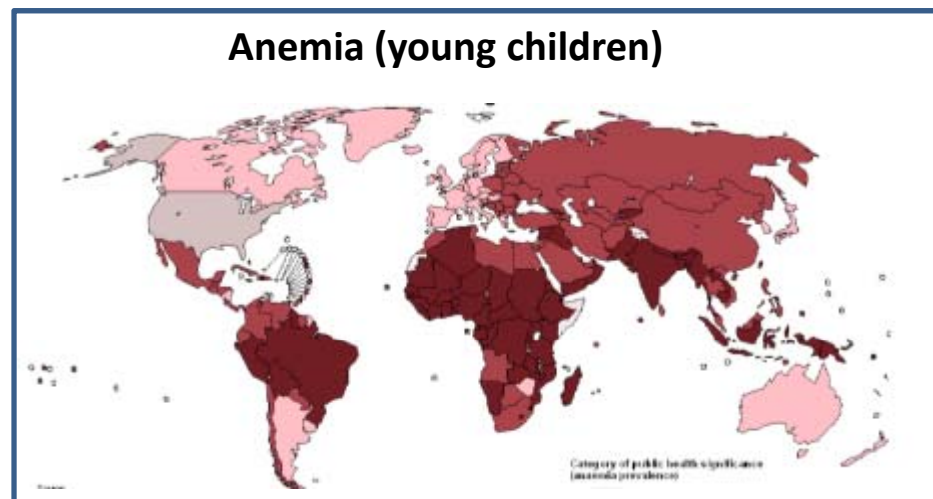 Anemia (young children)
Category of public health significance
(anaemia prevalence)